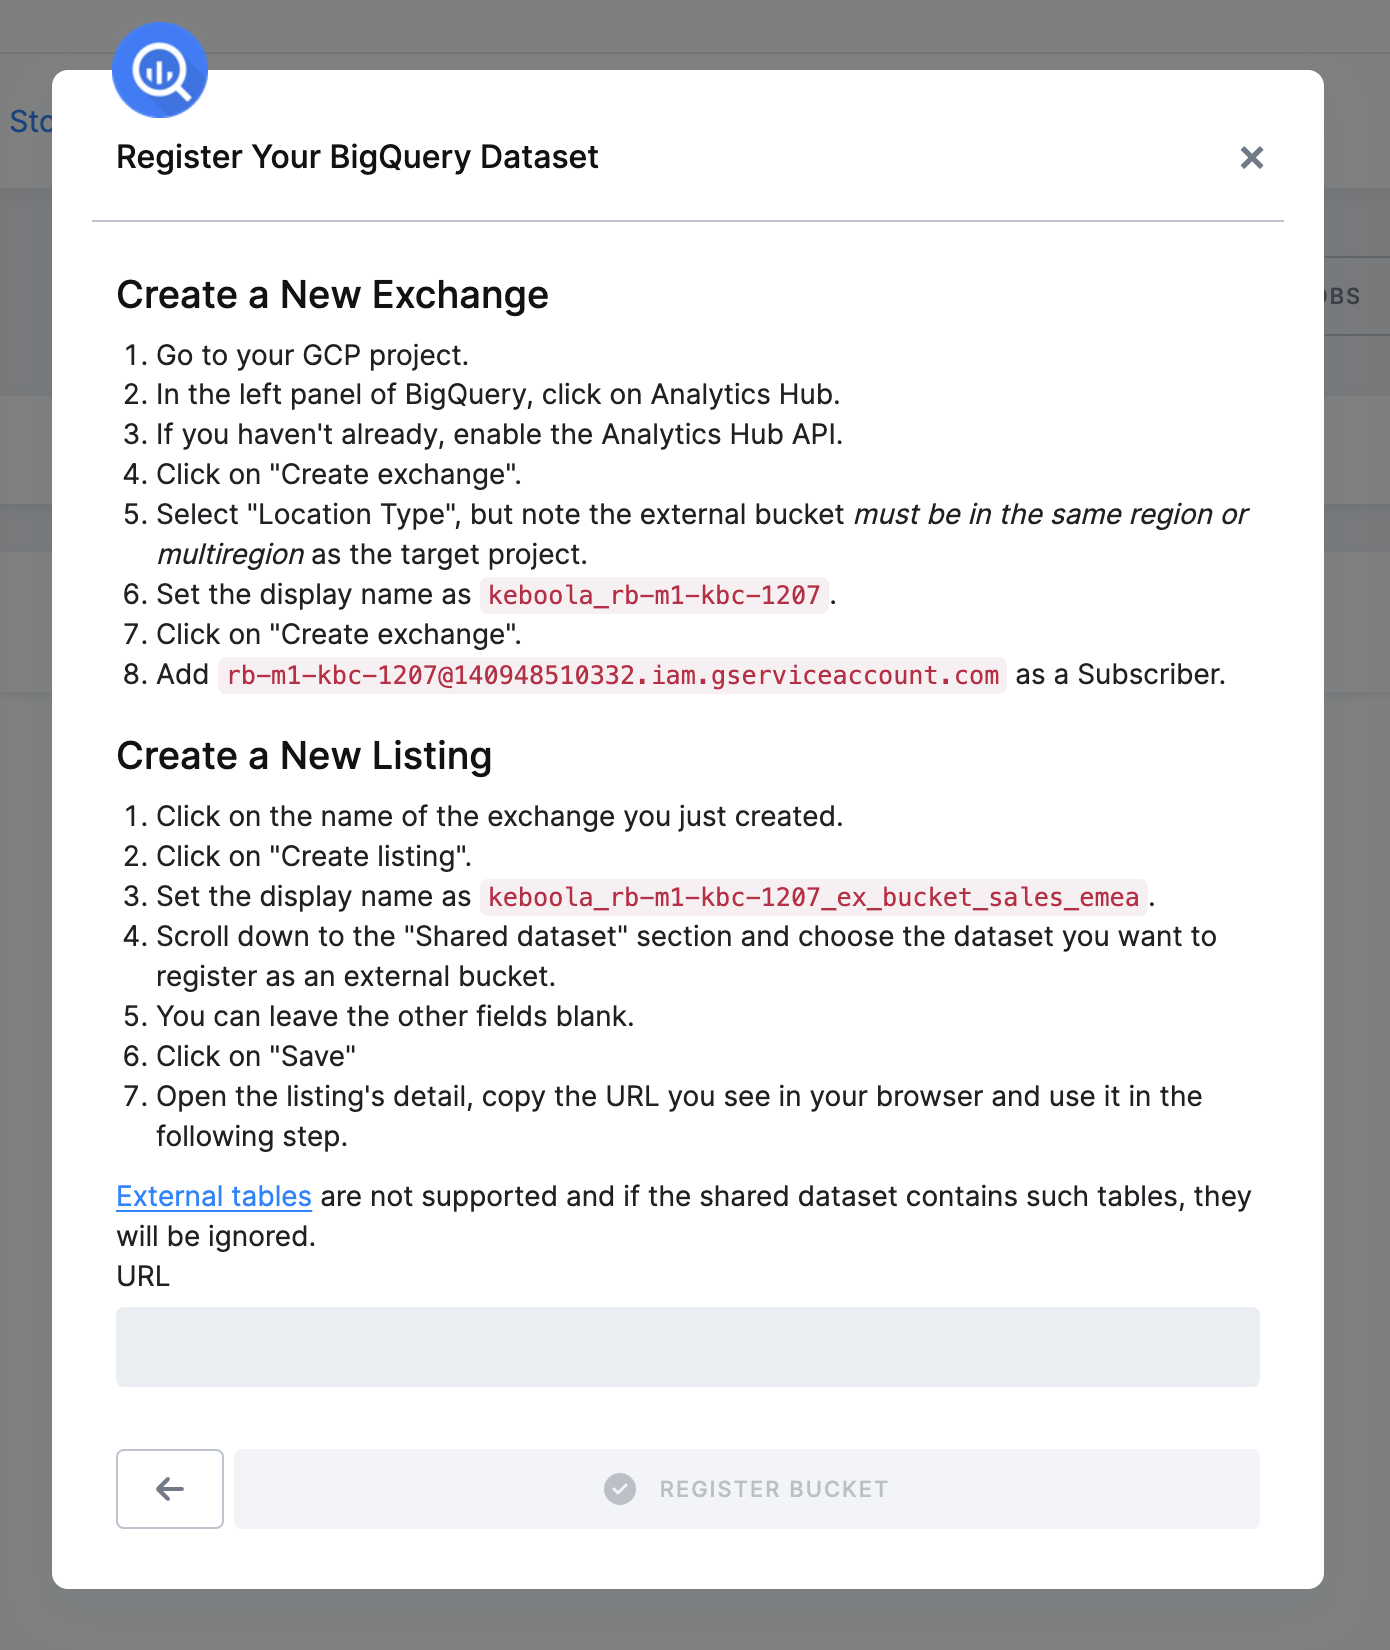 Sto
Register Your BigQuery Dataset
Create a New Exchange
1. Go to your GCP project.
2. In the left panel of BigQuery, click on Analytics Hub.
3. If you haven't already, enable the Analytics Hub API.
4. Click on "Create exchange".
5. Select "Location Type", but note the external bucket must be in the same region or
multiregion as the target project.
6. Set the display name as keboola_rb-m1-kbc-1207.
7. Click on "Create exchange".
8. Add rb-m1-kbc-1207@140948510332.iam.gserviceaccount.com as a Subscriber.
Create a New Listing
1. Click on the name of the exchange you just created.
2. Click on "Create listing".
3. Set the display name as keboola_rb-m1-kbc-1207_ex_bucket_sales_emea.
4. Scroll down to the "Shared dataset" section and choose the dataset you want to
register as an external bucket.
5. You can leave the other fields blank.
6. Click on "Save"
7. Open the listing's detail, copy the URL you see in your browser and use it in the
following step.
External tables are not supported and if the shared dataset contains such tables, they
will be ignored.
URL
REGISTER BUCKET